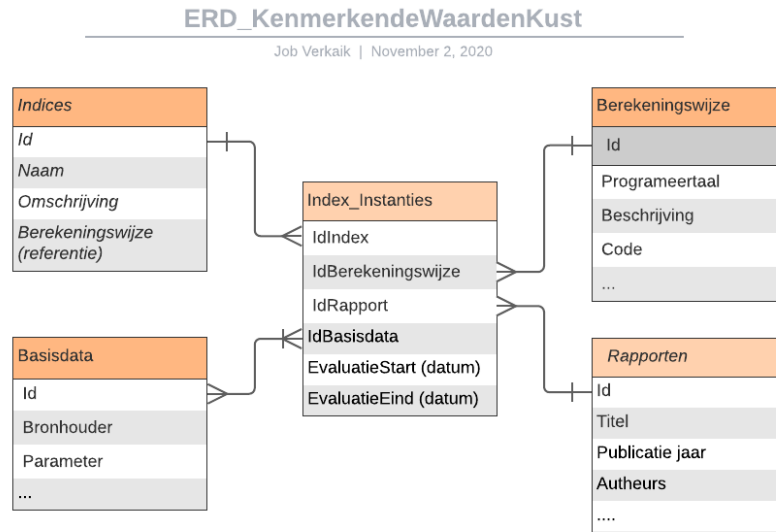 ERD_KenmerkendeWaardenKust
Job Verkaik | November 2, 2020
Indices
Id
Naam
Omschrijving
Berekeningswijze
(referentie)
Basisdata
Id
Bronhouder
Parameter
...
Index_Instanties
IdIndex
IdBerekeningswijze
IdRapport
IdBasisdata
EvaluatieStart (datum)
EvaluatieEind (datum)
Berekeningswijze
Id
Programeertaal
Beschrijving
Code
...
Rapporten
Id
Titel
Publicatie jaar
Autheurs
....